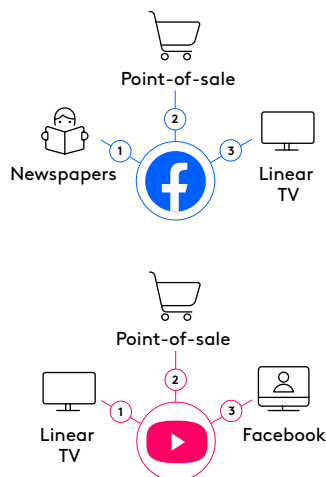 Point-of-sale
2
1
3
Newspapers
Linear
TV
Point-of-sale
2
1
3
Linear
TV
Facebook